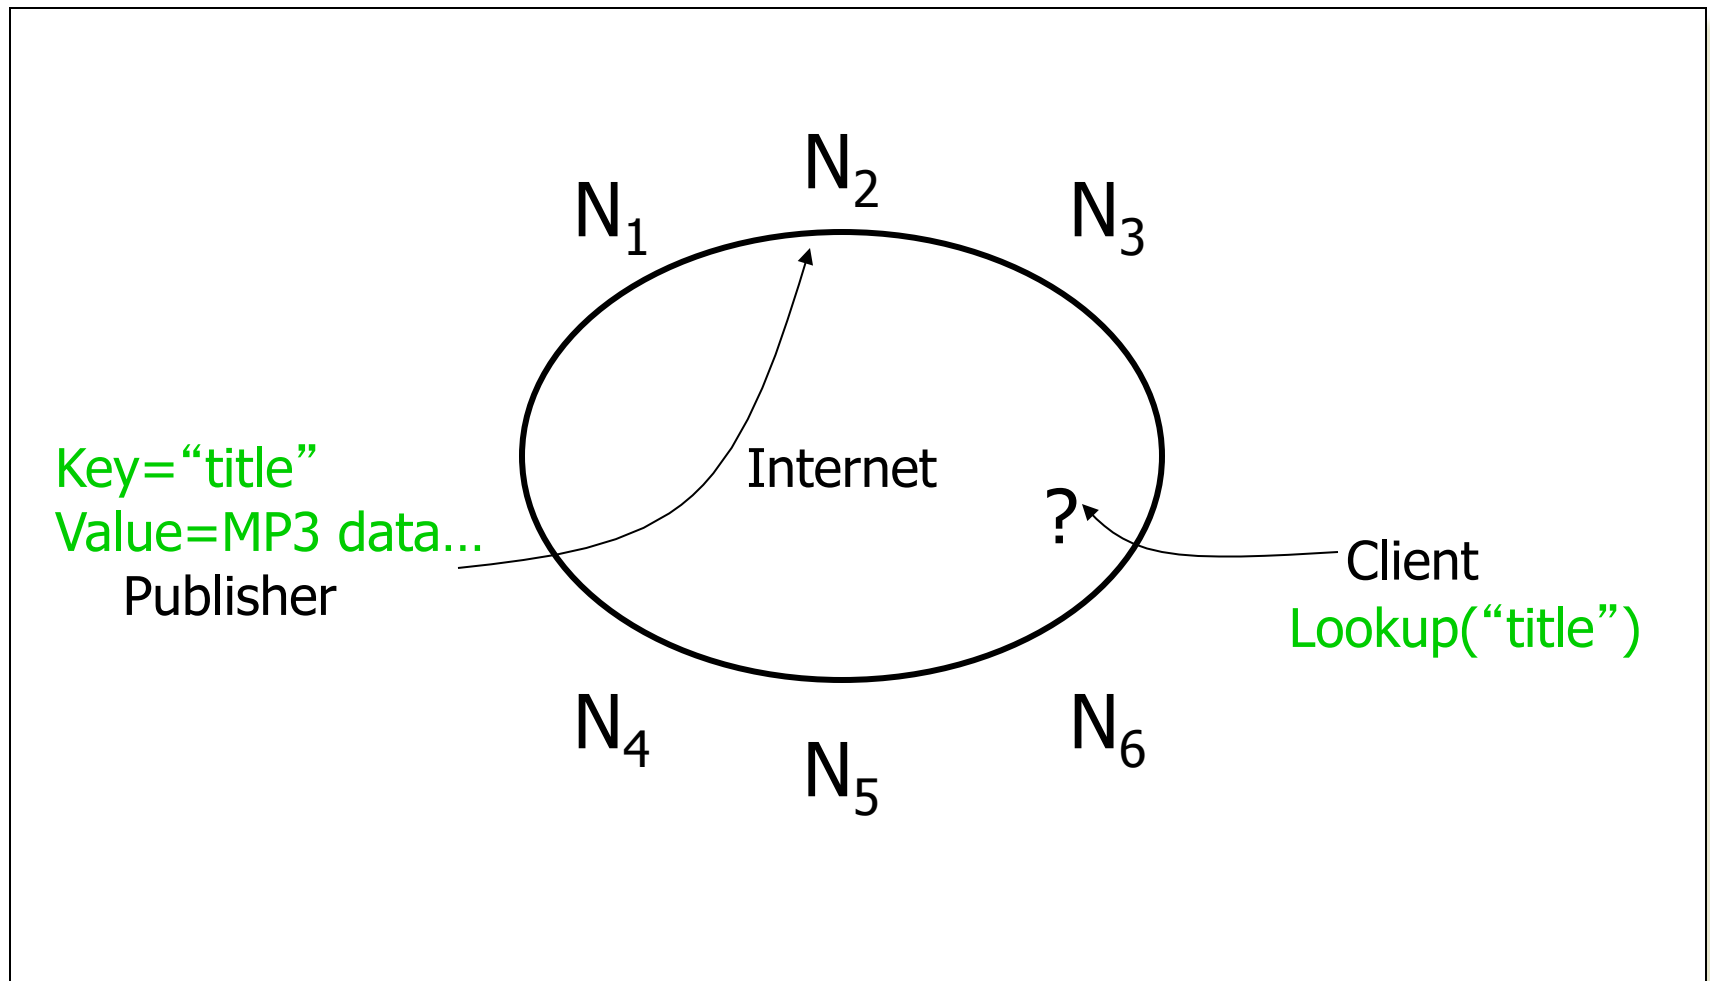 N2
N1
N3
Key=“title”
Internet
Value=MP3 data…
?
Client
Publisher
Lookup(“title”)
N4
N6
N5